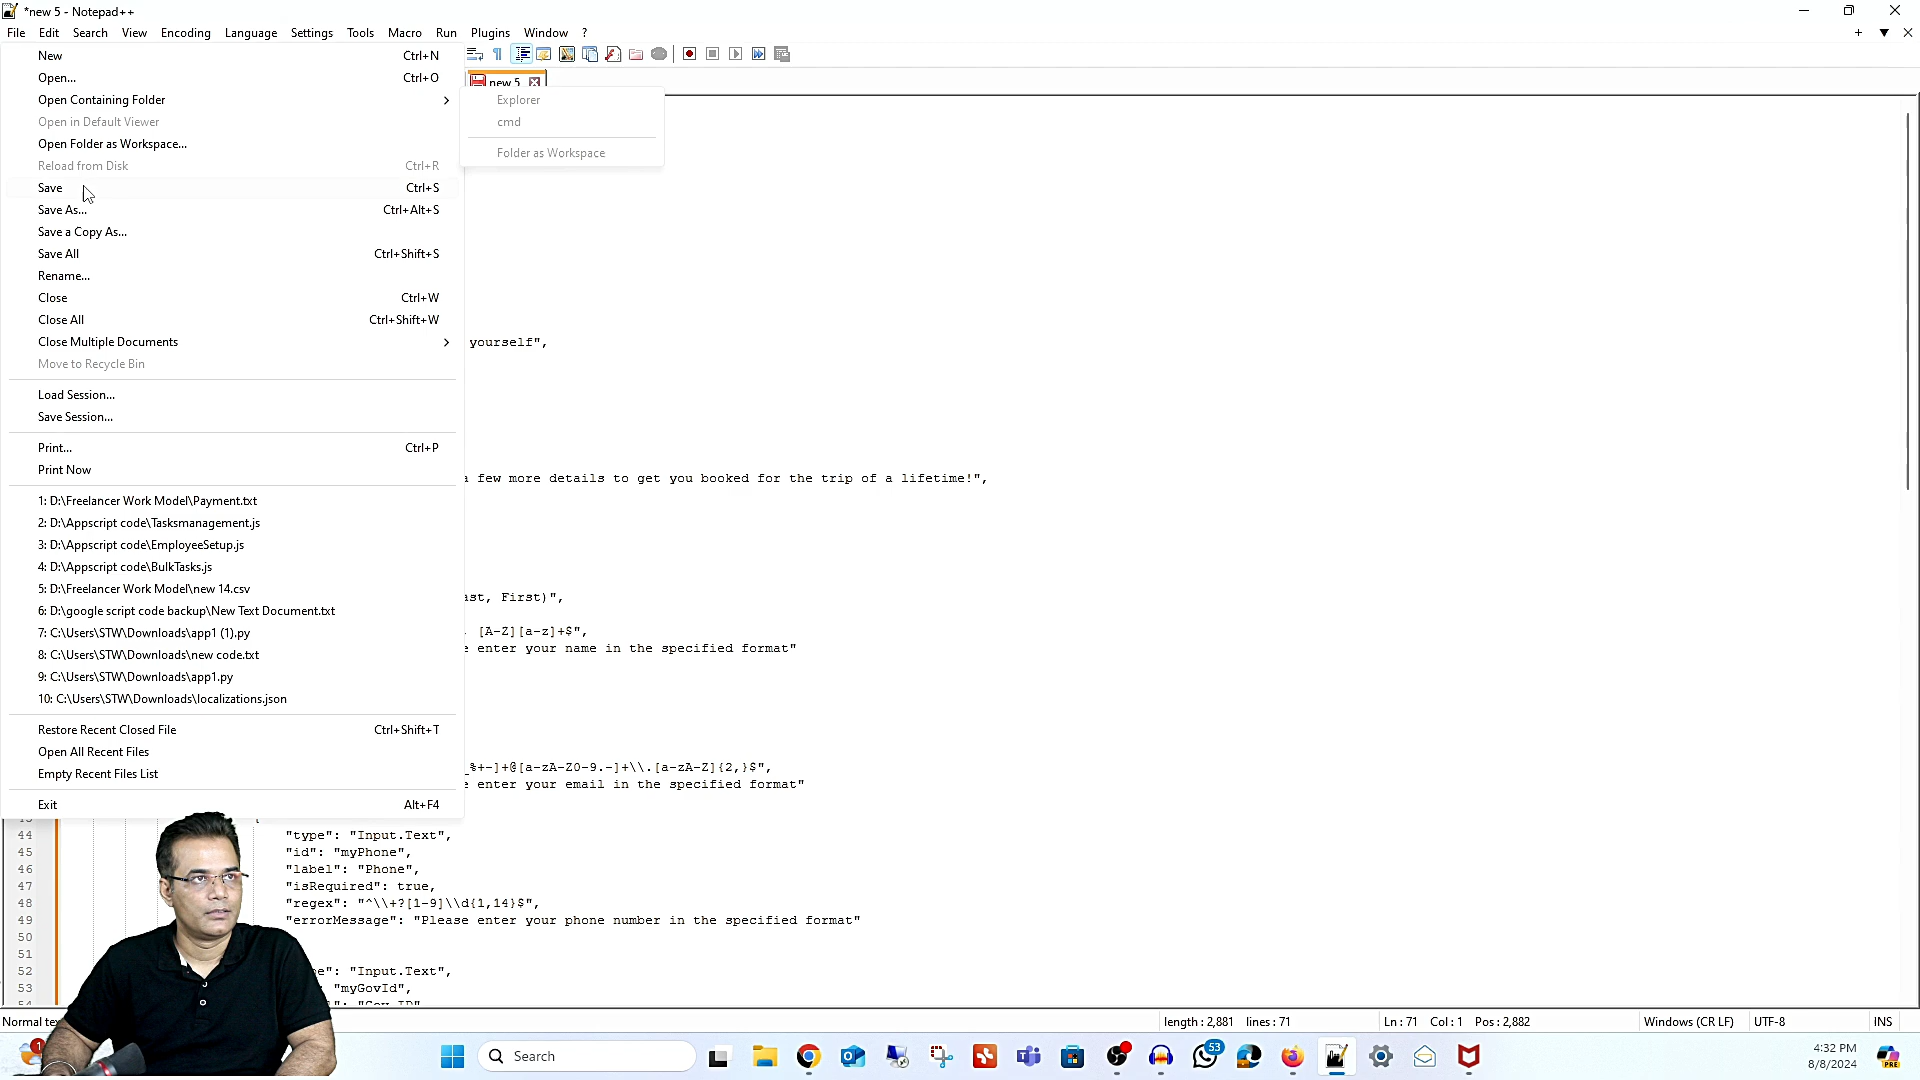 *new 5 - Notepad++
File Edit Search View Encoding Language Settings Tools Macro Run Plugins Window ?
New Ctrl+N
Open... Ctrl+O
Open Containing Folder
Open in Default Viewer
Open Folder as Workspace...
Reload from Disk Ctrl+R
Save Ctrl+S
Save As... Ctrl+Alt+S
Save a Copy As...
Save All Ctrl+Shift+S
Rename...
Close Ctrl+W
Close All Ctrl+Shift+W
Close Multiple Documents
Move to Recycle Bin
Load Session...
Save Session...
Print... Ctrl+P
Print Now
1: D:\Freelancer Work Model\Payment.txt
2: D:\Appscript code\Tasksmanagement.js
3: D:\Appscript code\EmployeeSetup.js
4: D:\Appscript code\BulkTasks.js
5: D:\Freelancer Work Model\new 14.csv
6: D:\google script code backup\New Text Document.txt
7: C:\Users\STW\Downloads\app1 (1).py
8: C:\Users\STW\Downloads\new code.txt
9: C:\Users\STW\Downloads\app1.py
10: C:\Users\STW\Downloads\localizations.json
Restore Recent Closed File Ctrl+Shift+T
Open All Recent Files
Empty Recent Files List
Exit Alt+F4
new 5
Explorer
cmd
Folder as Workspace
yourself",
a few more details to get you booked for the trip of a lifetime!",
ast, First)",
[A-Z][a-z]+$",
e enter your name in the specified format"
_%+-]+@[a-zA-Z0-9.-]+\\.[a-zA-Z]{2,}$",
e enter your email in the specified format"
44 "type": "Input.Text",
45 "id": "myPhone",
46 "label": "Phone",
47 "isRequired": true,
48 "regex": "^\\+?[1-9]\\d{1,14}$",
49 "errorMessage": "Please enter your phone number in the specified format"
50
51
52 pe": "Input.Text",
53 "myGovId",
Normal te
length : 2,881 lines : 71
Ln : 71 Col : 1 Pos : 2,882
Windows (CR LF)
UTF-8
INS
1
Search
53
4:32 PM
8/8/2024
PRE